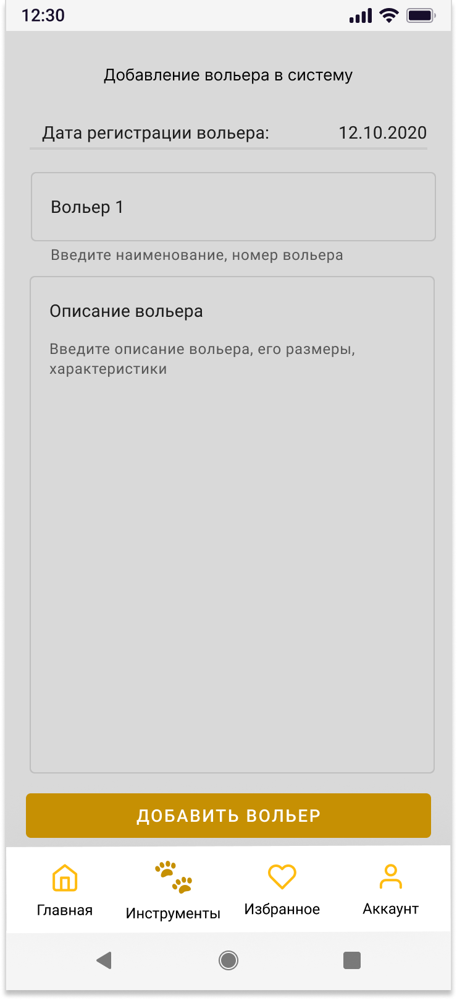 12:30
Добавление вольера в систему
Дата регистрации вольера: 12.10.2020
Вольер 1
Введите наименование, номер вольера
Описание вольера
Введите описание вольера, его размеры,
характеристики
ДОБАВИТЬ ВОЛЬЕР
Главная Инструменты Избранное Аккаунт